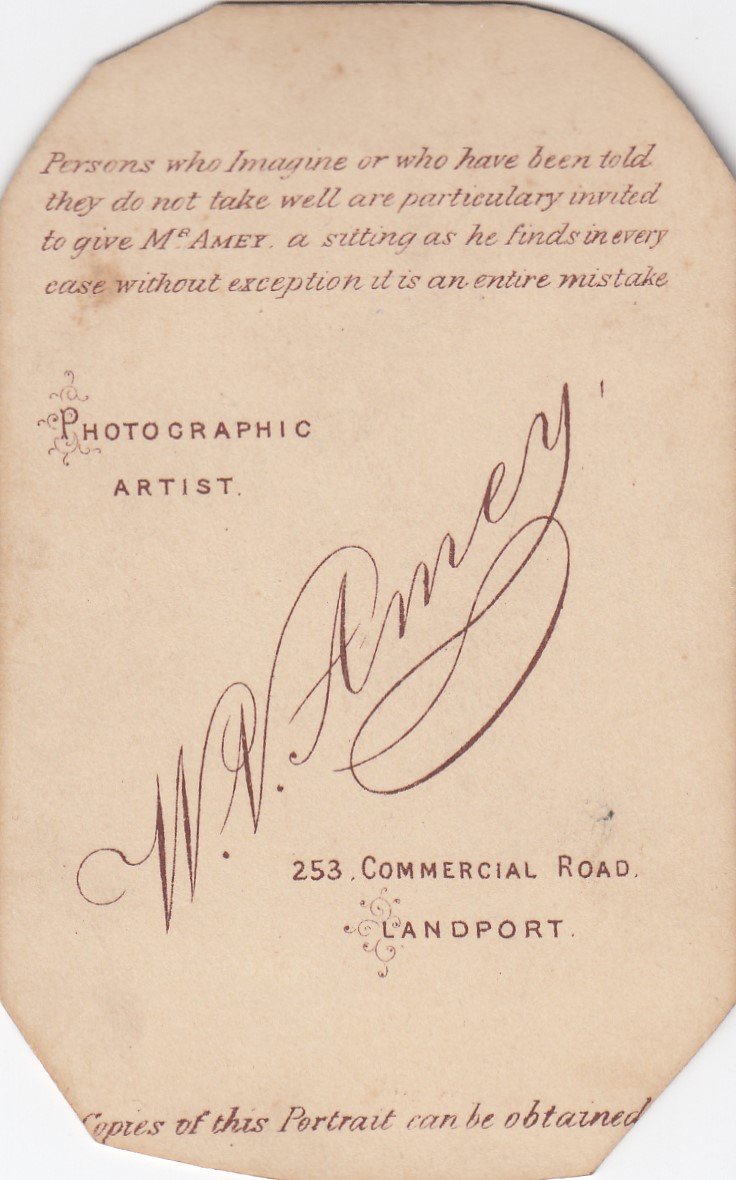 Persons who Imagine or who have been told
they do not take well are particulary invited
to give Mr. AMEY. a sitting as he finds in every
case without exception it is an entire mistake
PHOTOGRAPHIC
ARTIST.
W. V. Amey
253, COMMERCIAL ROAD.
LANDPORT.
Copies of this Portrait can be obtained